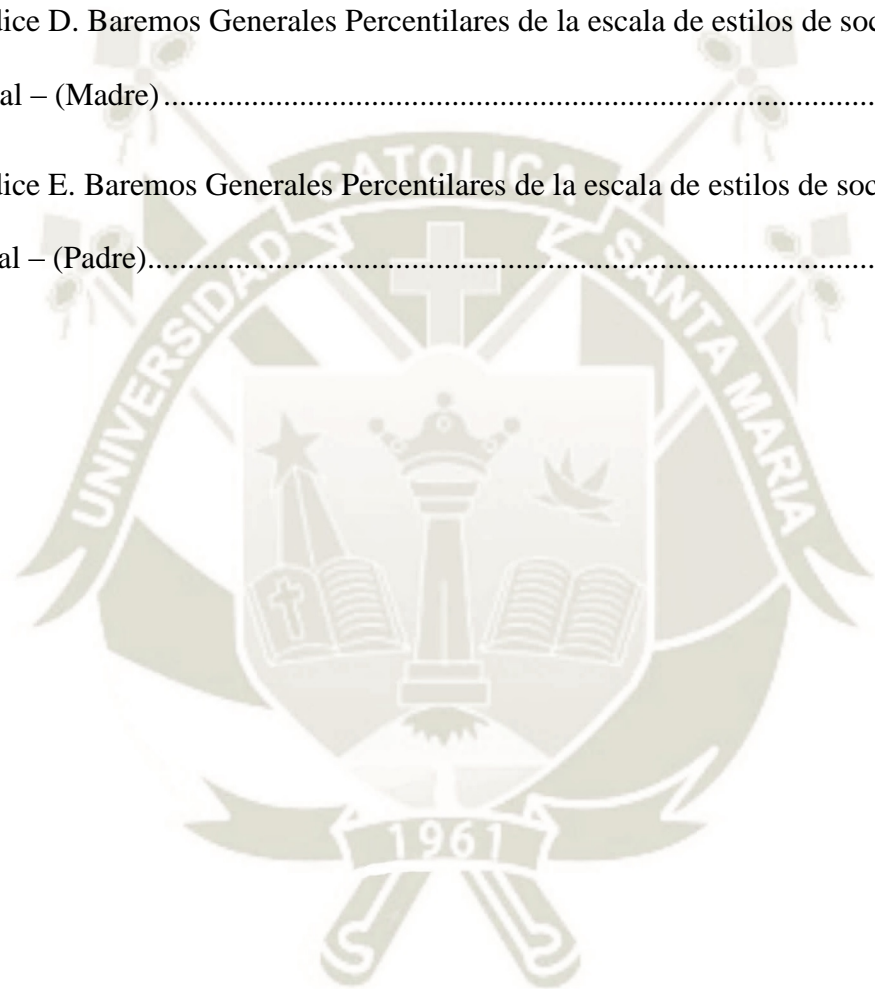 dice D. Baremos Generales Percentilares de la escala de estilos de soc
al – (Madre)..........................................................................................
dice E. Baremos Generales Percentilares de la escala de estilos de soc
al – (Padre)............................................................................................
UNIVERSIDAD CATOLICA SANTA MARIA
1961